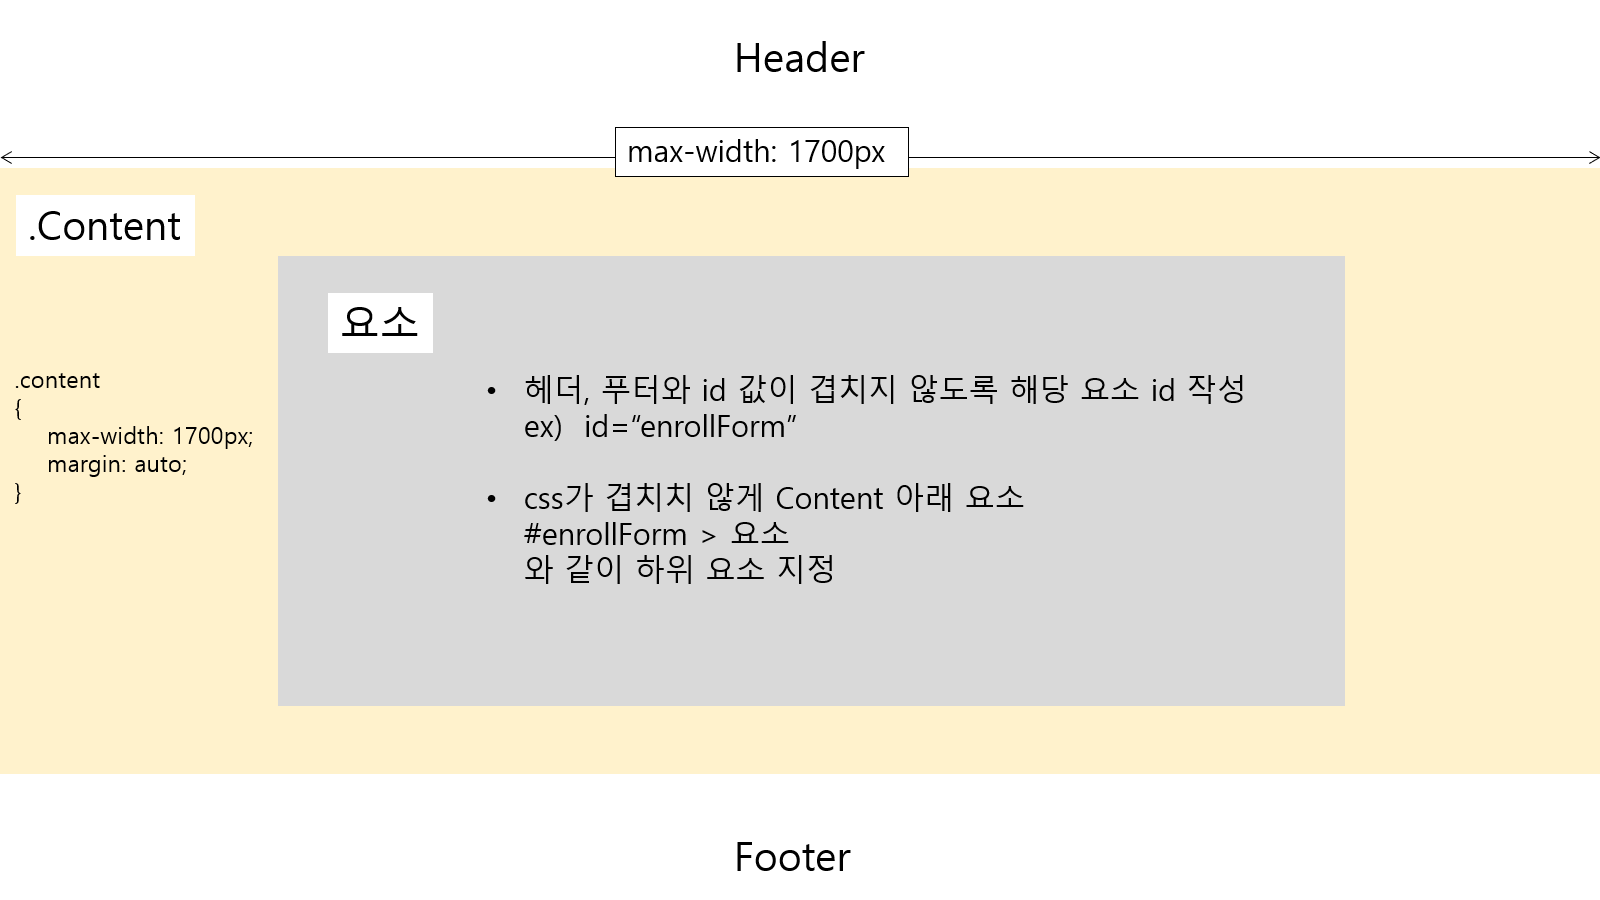 Header
max-width: 1700px
.Content
요소
.content
{
max-width: 1700px;
margin: auto;
}
• 헤더, 푸터와 id 값이 겹치지 않도록 해당 요소 id 작성
ex) id=“enrollForm”
• css가 겹치치 않게 Content 아래 요소
#enrollForm > 요소
와 같이 하위 요소 지정
Footer